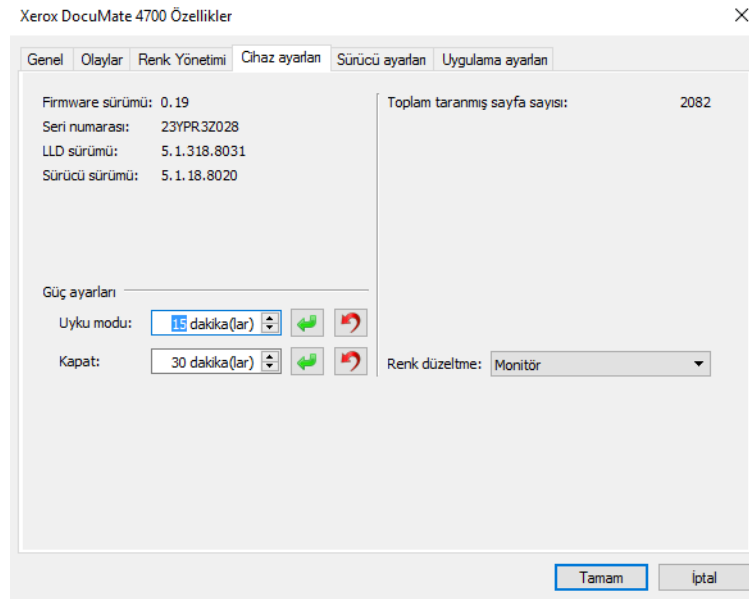 Xerox DocuMate 4700 Özellikler
Genel Olaylar Renk Yönetimi Cihaz ayarları Sürücü ayarları Uygulama ayarları
Firmware sürümü: 0.19
Seri numarası: 23YPR3Z028
LLD sürümü: 5.1.318.8031
Sürücü sürümü: 5.1.18.8020
Toplam taranmış sayfa sayısı: 2082
Güç ayarları
Uyku modu: 15 dakika(lar)
Kapat: 30 dakika(lar)
Renk düzeltme: Monitör
Tamam İptal